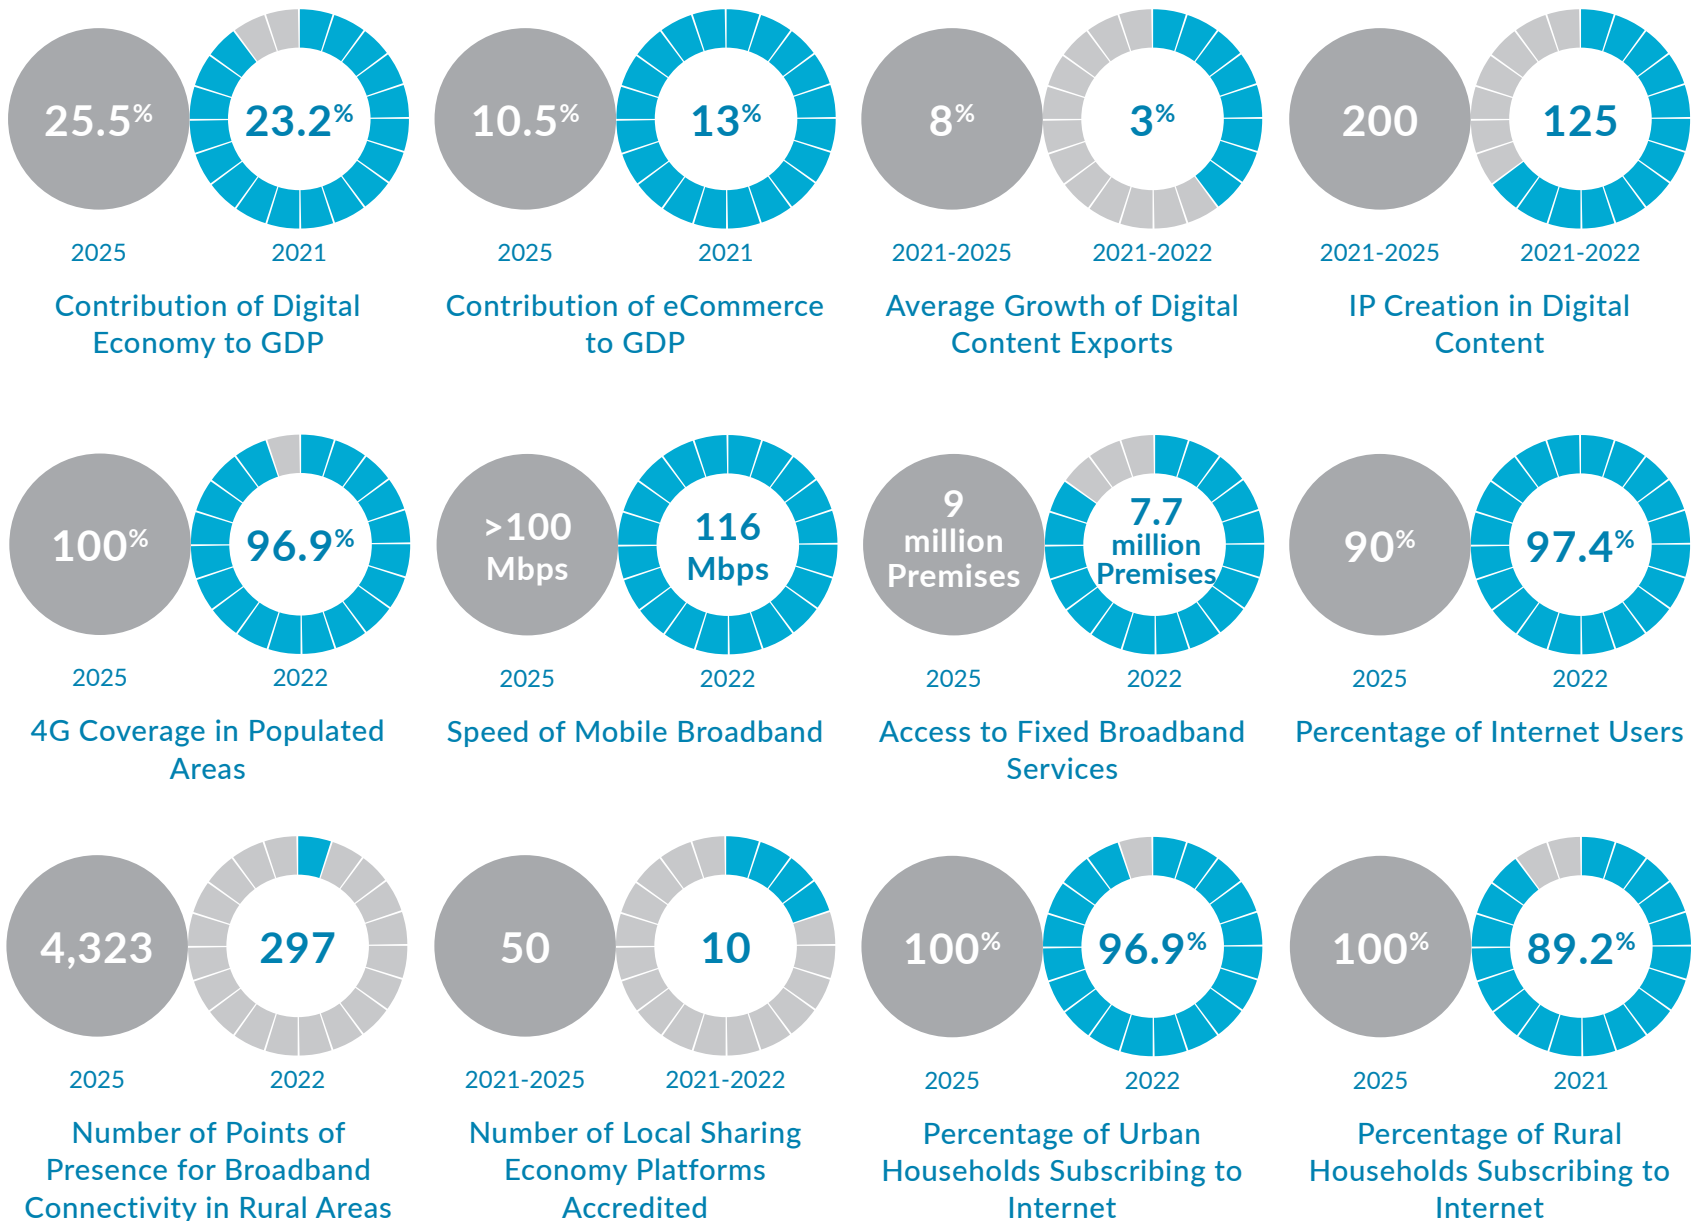 25.5%
23.2%
2025
2021
Contribution of Digital
Economy to GDP
10.5%
13%
2025
2021
Contribution of eCommerce
to GDP
8%
3%
2021-2025
2021-2022
Average Growth of Digital
Content Exports
200
125
2021-2025
2021-2022
IP Creation in Digital
Content
100%
96.9%
2025
2022
4G Coverage in Populated
Areas
>100
Mbps
116
Mbps
2025
2022
Speed of Mobile Broadband
9
million
Premises
7.7
million
Premises
2025
2022
Access to Fixed Broadband
Services
90%
97.4%
2025
2022
Percentage of Internet Users
4,323
297
2025
2022
Number of Points of
Presence for Broadband
Connectivity in Rural Areas
50
10
2021-2025
2021-2022
Number of Local Sharing
Economy Platforms
Accredited
100%
96.9%
2025
2022
Percentage of Urban
Households Subscribing to
Internet
100%
89.2%
2025
2021
Percentage of Rural
Households Subscribing to
Internet